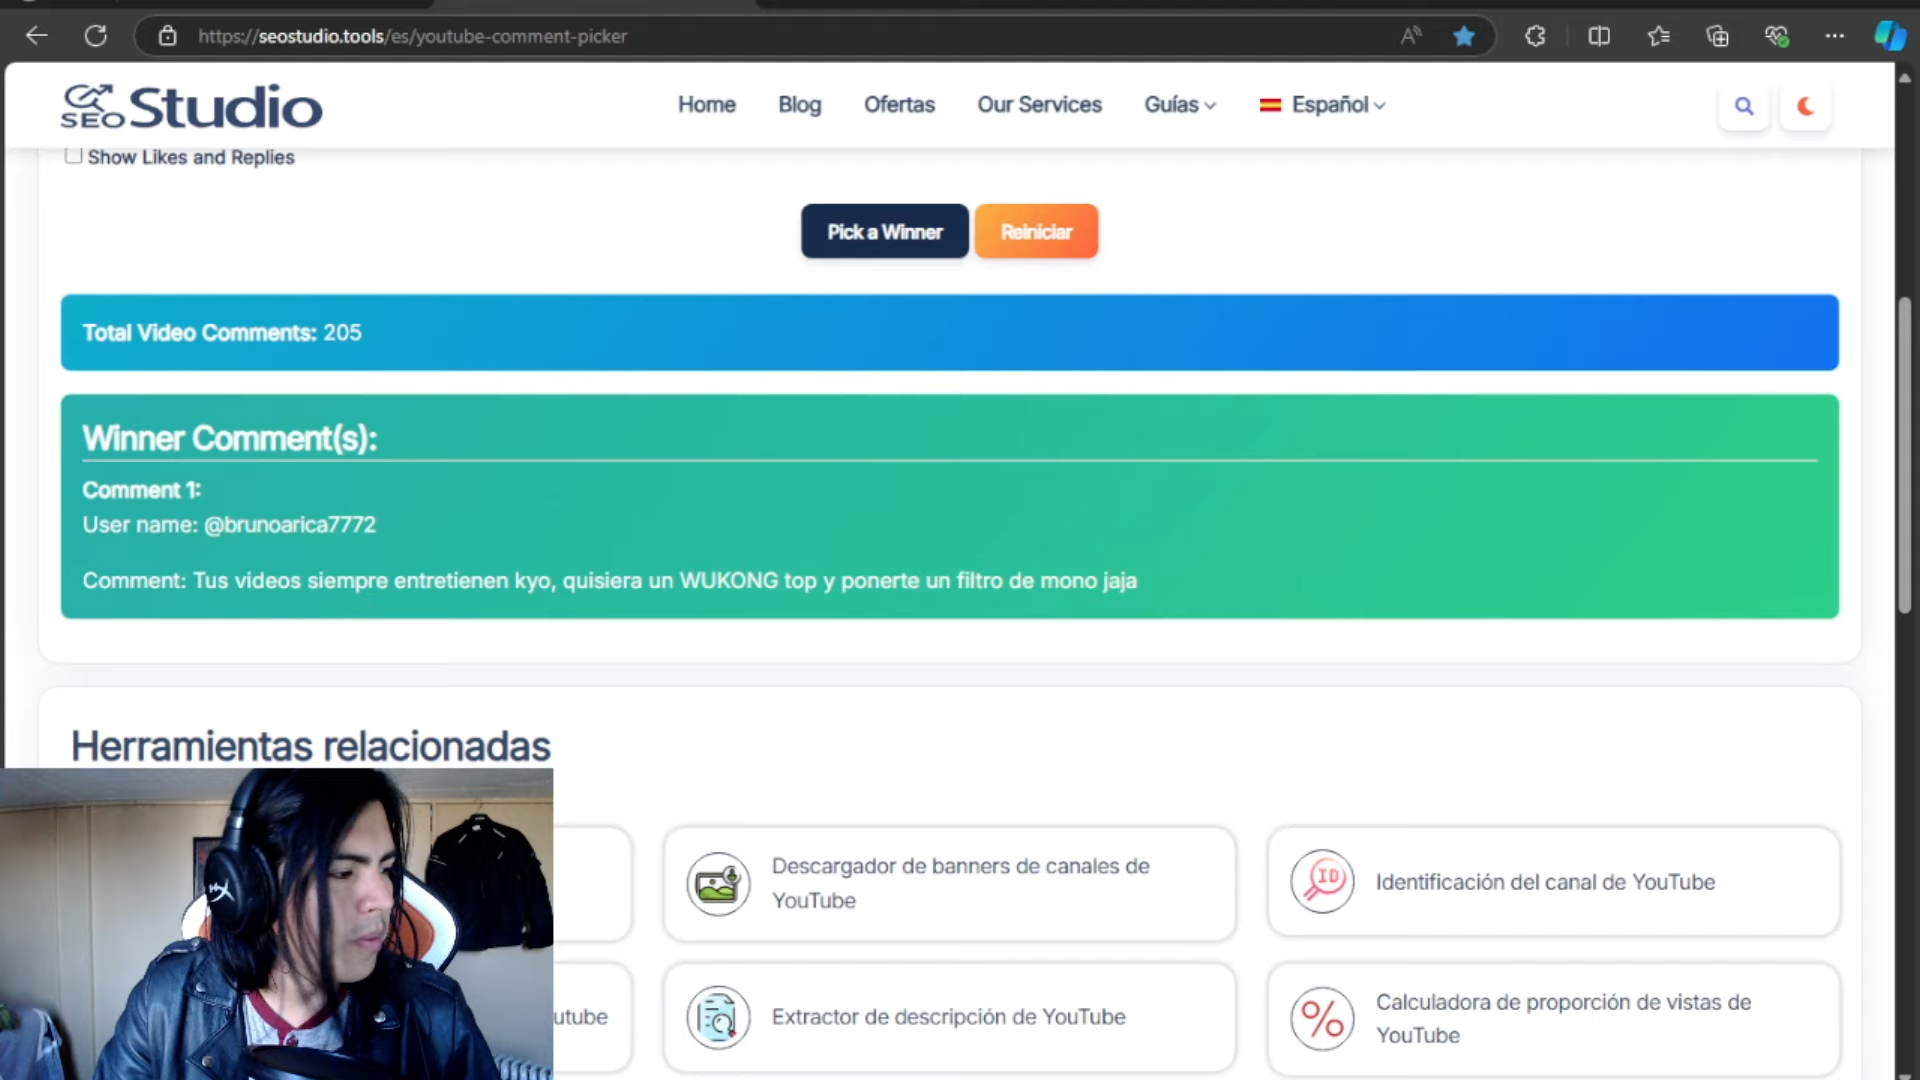 https://seostudio.tools/es/youtube-comment-picker
SEO Studio
Home
Blog
Ofertas
Our Services
Guías
Español
Show Likes and Replies
Pick a Winner
Reiniciar
Total Video Comments: 205
Winner Comment(s):
Comment 1:
User name: @brunoarica7772
Comment: Tus videos siempre entretienen kyo, quisiera un WUKONG top y ponerte un filtro de mono jaja
Herramientas relacionadas
Descargador de banners de canales de
YouTube
ID
Identificación del canal de YouTube
utube
Extractor de descripción de YouTube
%
Calculadora de proporción de vistas de
YouTube